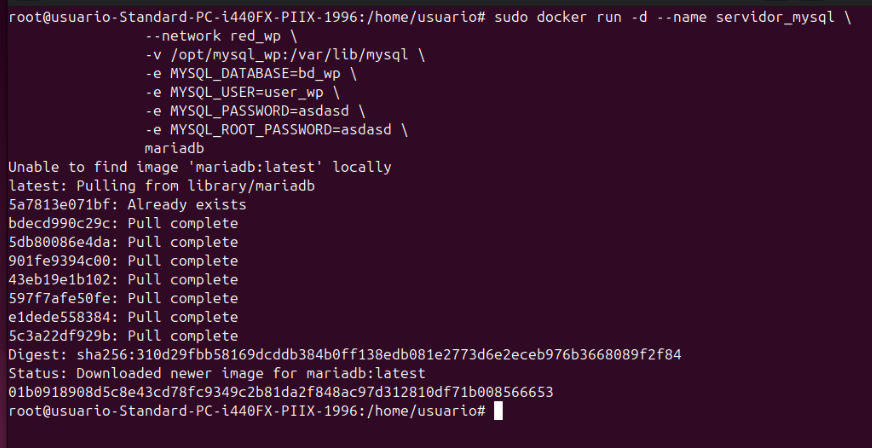 root@usuario-Standard-PC-i440FX-PIIX-1996:/home/usuario# sudo docker run -d --name servidor_mysql \
--network red_wp \
-v /opt/mysql_wp:/var/lib/mysql \
-e MYSQL_DATABASE=bd_wp \
-e MYSQL_USER=user_wp \
-e MYSQL_PASSWORD=asdasd \
-e MYSQL_ROOT_PASSWORD=asdasd \
mariadb
Unable to find image 'mariadb:latest' locally
latest: Pulling from library/mariadb
5a7813e071bf: Already exists
bdecd990c29c: Pull complete
5db80086e4da: Pull complete
901fe9394c00: Pull complete
43eb19e1b102: Pull complete
597f7afe50fe: Pull complete
e1dede558384: Pull complete
5c3a22df929b: Pull complete
Digest: sha256:310d29fbb58169dcddb384b0ff138edb081e2773d6e2eceb976b3668089f2f84
Status: Downloaded newer image for mariadb:latest
01b0918908d5c8e43cd78fc9349c2b81da2f848ac97d312810df71b008566653
root@usuario-Standard-PC-i440FX-PIIX-1996:/home/usuario#